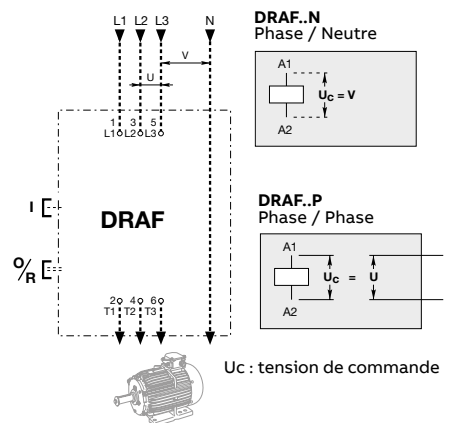 L1 L2 L3 N
V
U
1 3 5
L1 L2 L3
I
DRAF
O/R
2 4 6
T1 T2 T3
DRAF..N
Phase / Neutre
A1
Uc = V
A2
DRAF..P
Phase / Phase
A1
Uc = U
A2
Uc : tension de commande